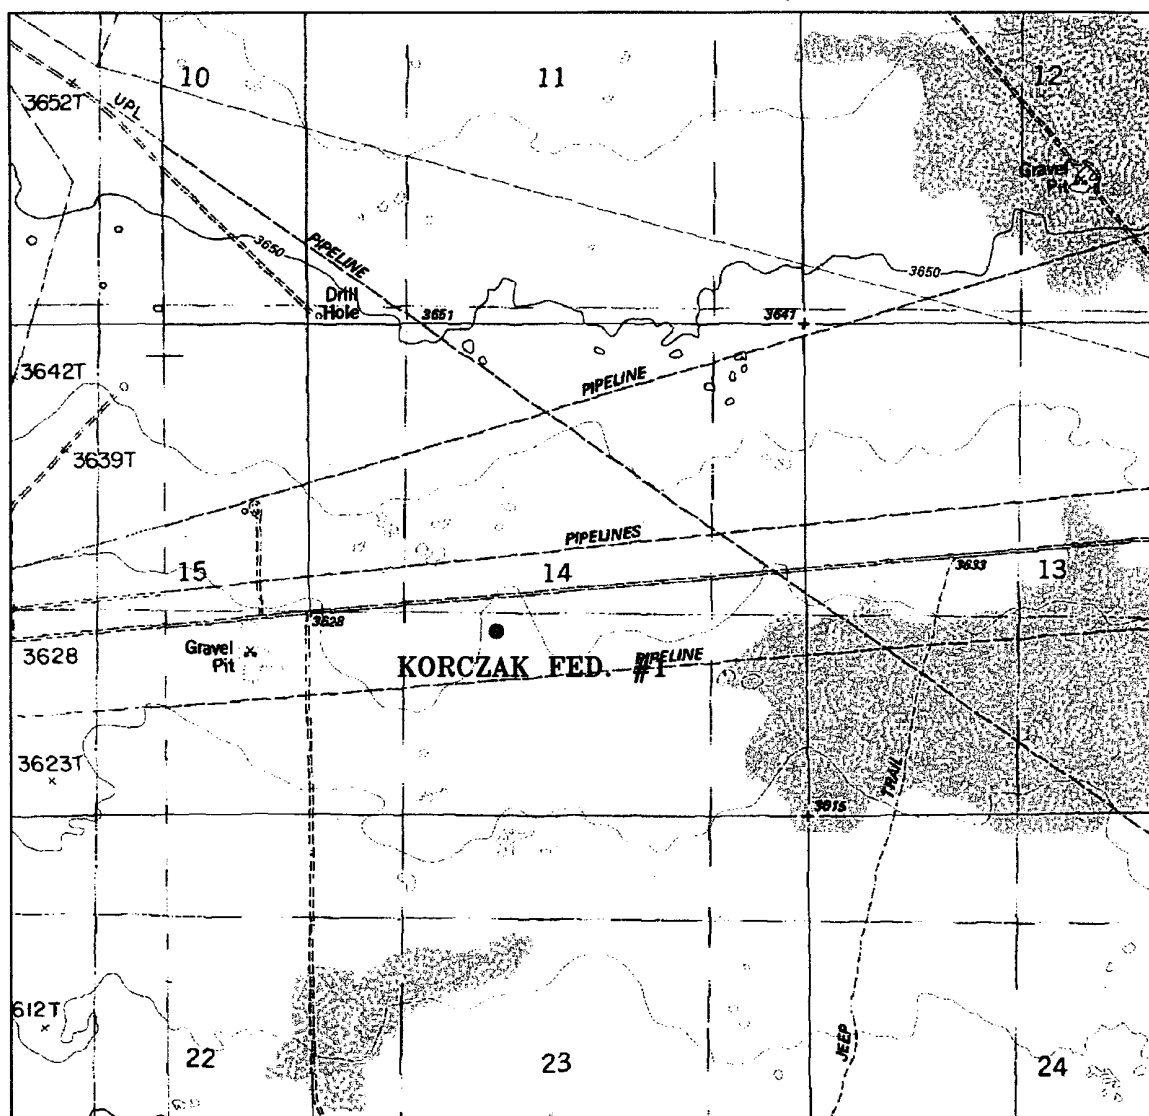 10
11
12
3652T
UPL
Gravel
Pit
PIPELINE
3650
3650
Drill
Hole
3651
3641
3642T
PIPELINE
3639T
PIPELINES
15
14
13
3633
3628
3628
Gravel
Pit
PIPELINE
KORCZAK FED. #1
3623T
TRAIL
3615
612T
JEEP
22
23
24